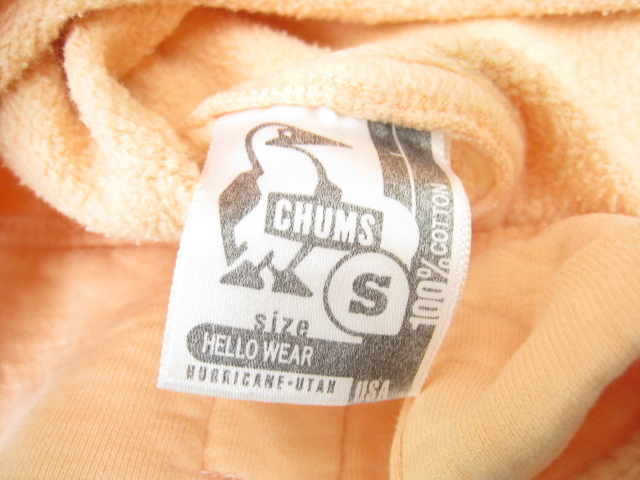 CHUMS
S
size
HELLO WEAR
HURRICANE-UTAH
USA
100% COTTON